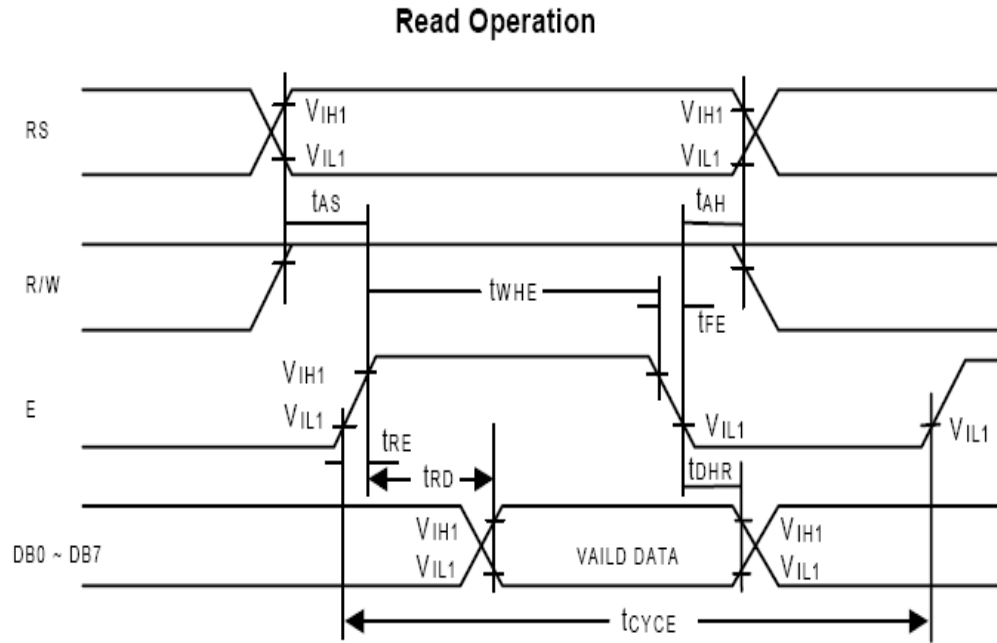 Read Operation
RS
VIH1
VIL1
VIH1
VIL1
tAS
tAH
R/W
tWHE
tFE
E
VIH1
VIL1
VIL1
VIL1
tRE
tRD
tDHR
DB0 ~ DB7
VIH1
VIL1
VAILD DATA
VIH1
VIL1
tCYCE